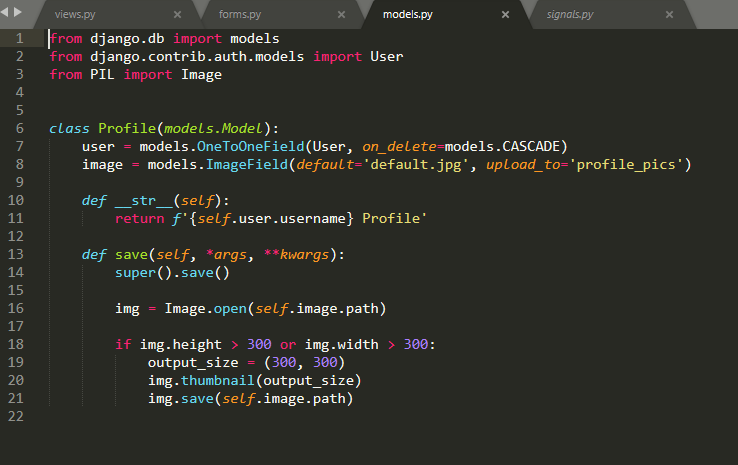 views.py × forms.py × models.py × signals.py ×
1 from django.db import models
2 from django.contrib.auth.models import User
3 from PIL import Image
4
5
6 class Profile(models.Model):
7     user = models.OneToOneField(User, on_delete=models.CASCADE)
8     image = models.ImageField(default='default.jpg', upload_to='profile_pics')
9
10     def __str__(self):
11         return f'{self.user.username} Profile'
12
13     def save(self, *args, **kwargs):
14         super().save()
15
16         img = Image.open(self.image.path)
17
18         if img.height > 300 or img.width > 300:
19             output_size = (300, 300)
20             img.thumbnail(output_size)
21             img.save(self.image.path)
22